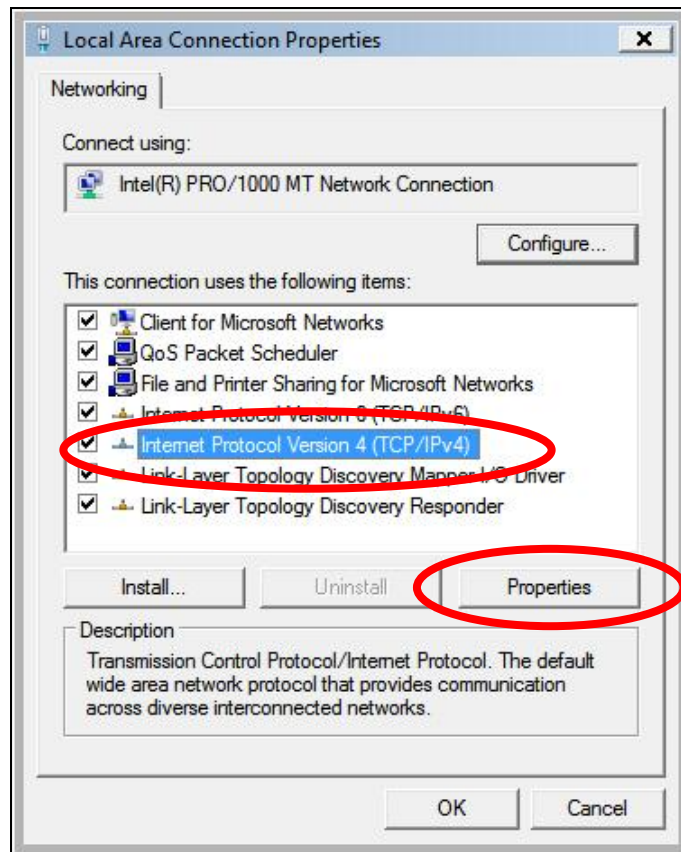 Local Area Connection Properties
Networking
Connect using:
Intel(R) PRO/1000 MT Network Connection
Configure...
This connection uses the following items:
Client for Microsoft Networks
QoS Packet Scheduler
File and Printer Sharing for Microsoft Networks
Internet Protocol Version 6 (TCP/IPv6)
Internet Protocol Version 4 (TCP/IPv4)
Link-Layer Topology Discovery Mapper I/O Driver
Link-Layer Topology Discovery Responder
Install... Uninstall Properties
Description
Transmission Control Protocol/Internet Protocol. The default
wide area network protocol that provides communication
across diverse interconnected networks.
OK Cancel